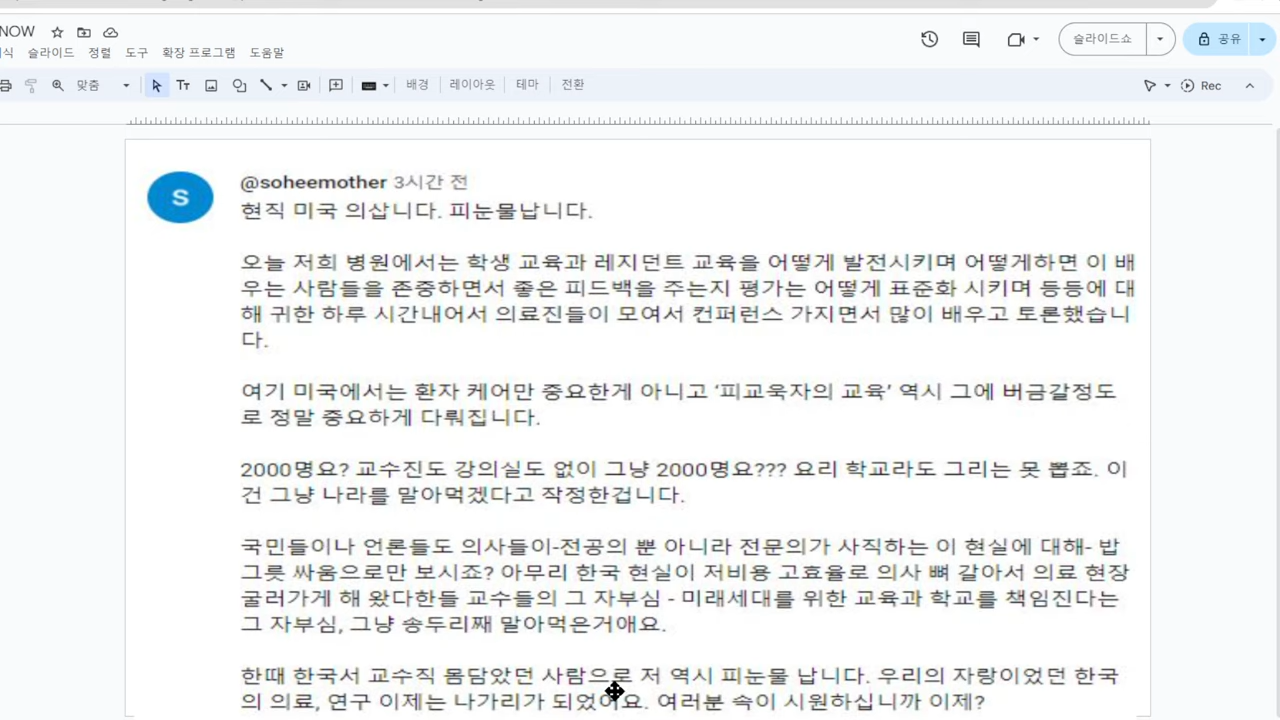 NOW
식 슬라이드 정렬 도구 확장 프로그램 도움말
슬라이드쇼
공유
맞춤
Tт
배경 레이아웃 테마 전환
Rec
S
@soheemother 3시간 전
현직 미국 의삽니다. 피눈물납니다.
오늘 저희 병원에서는 학생 교육과 레지던트 교육을 어떻게 발전시키며 어떻게하면 이 배
우는 사람들을 존중하면서 좋은 피드백을 주는지 평가는 어떻게 표준화 시키며 등등에 대
해 귀한 하루 시간내어서 의료진들이 모여서 컨퍼런스 가지면서 많이 배우고 토론했습니
다.
여기 미국에서는 환자 케어만 중요한게 아니고 ‘피교욱자의 교육’ 역시 그에 버금갈정도
로 정말 중요하게 다뤄집니다.
2000명요? 교수진도 강의실도 없이 그냥 2000명요??? 요리 학교라도 그리는 못 뽑죠. 이
건 그냥 나라를 말아먹겠다고 작정한겁니다.
국민들이나 언론들도 의사들이-전공의 뿐 아니라 전문의가 사직하는 이 현실에 대해- 밥
그릇 싸움으로만 보시죠? 아무리 한국 현실이 저비용 고효율로 의사 뼈 갈아서 의료 현장
굴러가게 해 왔다한들 교수들의 그 자부심 - 미래세대를 위한 교육과 학교를 책임진다는
그 자부심, 그냥 송두리째 말아먹은거애요.
한때 한국서 교수직 몸담았던 사람으로 저 역시 피눈물 납니다. 우리의 자랑이었던 한국
의 의료, 연구 이제는 나가리가 되었어요. 여러분 속이 시원하십니까 이제?